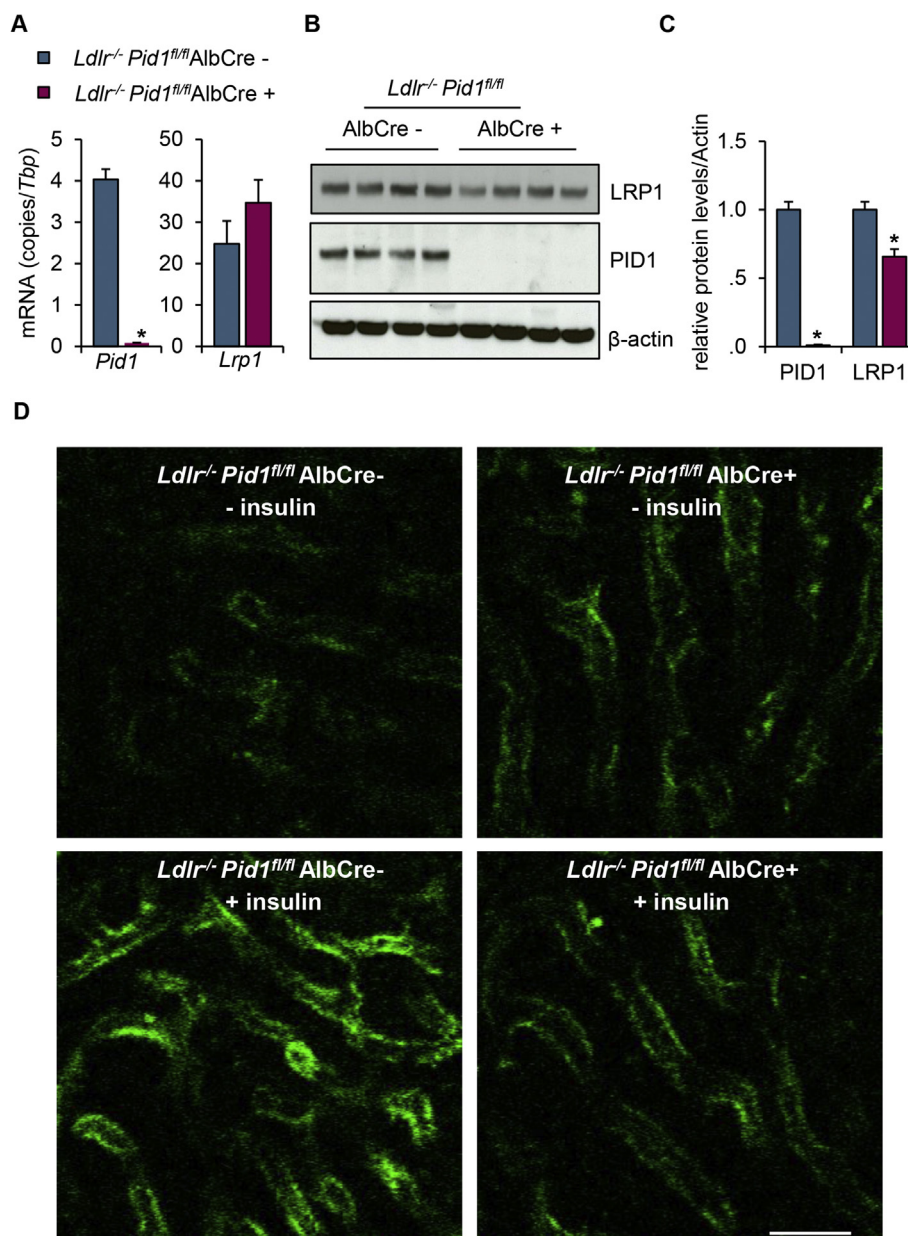 A
Ldlr-/- Pid1fl/flAlbCre -
Ldlr-/- Pid1fl/flAlbCre +
mRNA (copies/Tbp)
5
4
3
2
1
0
*
Pid1
50
40
30
20
10
0
Lrp1
B
Ldlr-/- Pid1fl/fl
AlbCre - AlbCre +
LRP1
PID1
β-actin
C
relative protein levels/Actin
1.5
1.0
.5
.0
*
*
PID1 LRP1
D
Ldlr-/- Pid1fl/fl AlbCre-
- insulin
Ldlr-/- Pid1fl/fl AlbCre+
- insulin
Ldlr-/- Pid1fl/fl AlbCre-
+ insulin
Ldlr-/- Pid1fl/fl AlbCre+
+ insulin